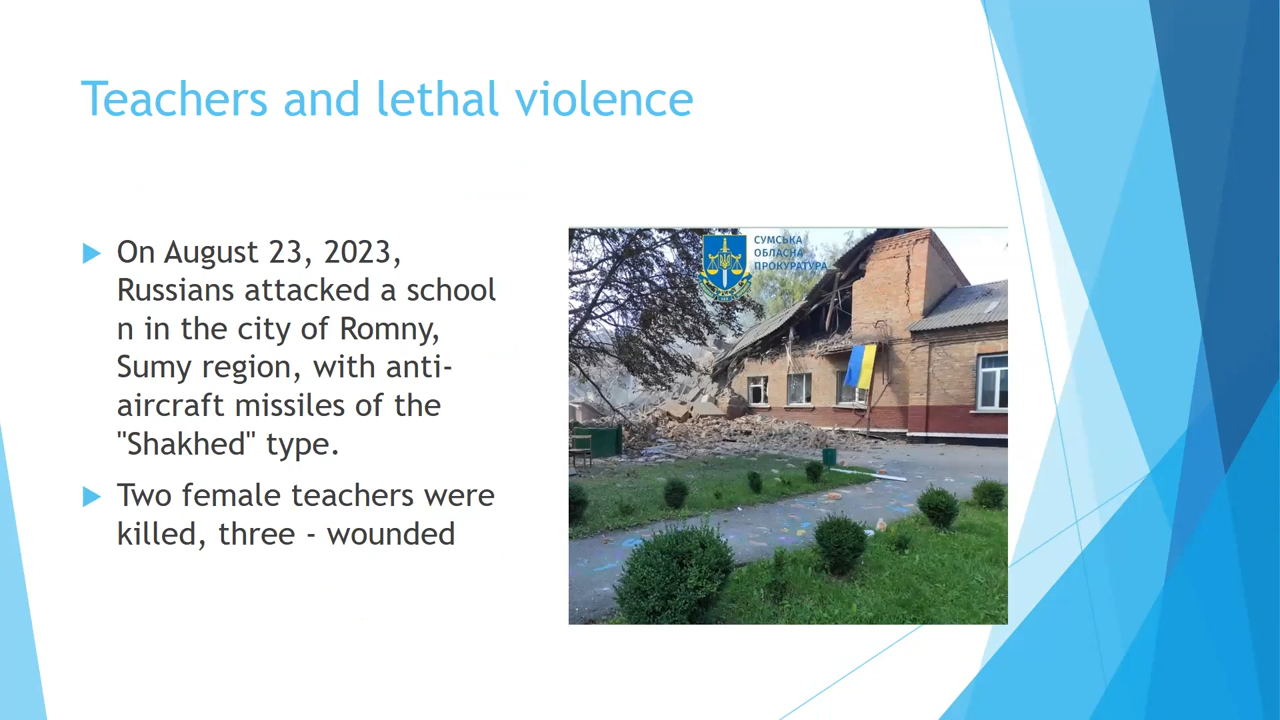 Teachers and lethal violence
On August 23, 2023,
Russians attacked a school
n in the city of Romny,
Sumy region, with anti-
aircraft missiles of the
"Shakhed" type.
Two female teachers were
killed, three - wounded
СУМСЬКА
ОБЛАСНА
ПРОКУРАТУРА